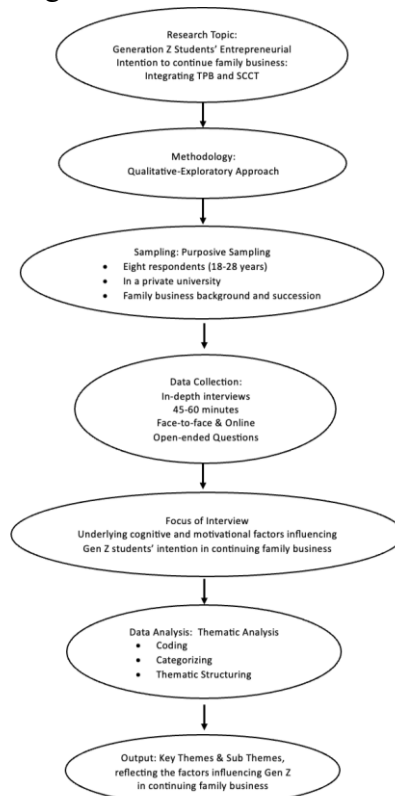 Research Topic:
Generation Z Students’ Entrepreneurial
Intention to continue family business:
Integrating TPB and SCCT
Methodology:
Qualitative-Exploratory Approach
Sampling: Purposive Sampling
• Eight respondents (18-28 years)
• In a private university
• Family business background and succession
Data Collection:
In-depth interviews
45-60 minutes
Face-to-face & Online
Open-ended Questions
Focus of Interview
Underlying cognitive and motivational factors influencing
Gen Z students’ intention in continuing family business
Data Analysis: Thematic Analysis
• Coding
• Categorizing
• Thematic Structuring
Output: Key Themes & Sub Themes,
reflecting the factors influencing Gen Z
in continuing family business